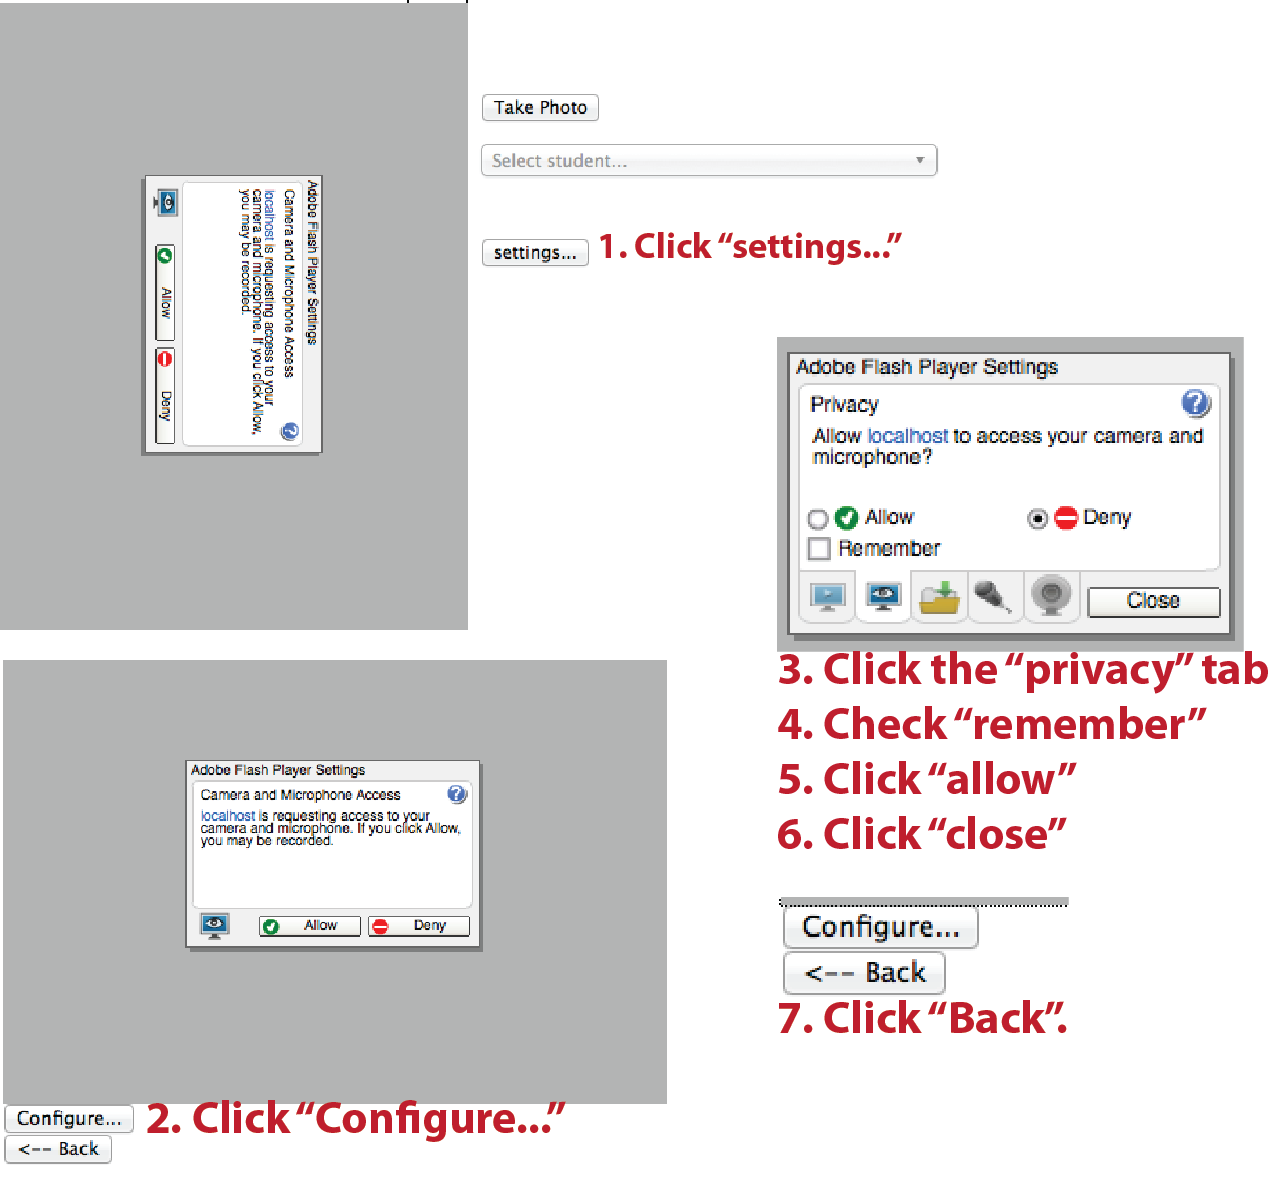 Take Photo
Select student...
settings...
1. Click “settings...”
Adobe Flash Player Settings
Camera and Microphone Access
localhost is requesting access to your
camera and microphone. If you click Allow,
you may be recorded.
Allow
Deny
Adobe Flash Player Settings
Privacy
Allow localhost to access your camera and
microphone?
Allow
Deny
Remember
Close
3. Click the “privacy” tab
4. Check “remember”
5. Click “allow”
6. Click “close”
Configure...
<-- Back
7. Click “Back”.
Adobe Flash Player Settings
Camera and Microphone Access
localhost is requesting access to your
camera and microphone. If you click Allow,
you may be recorded.
Allow
Deny
Configure...
2. Click “Configure...”
<-- Back